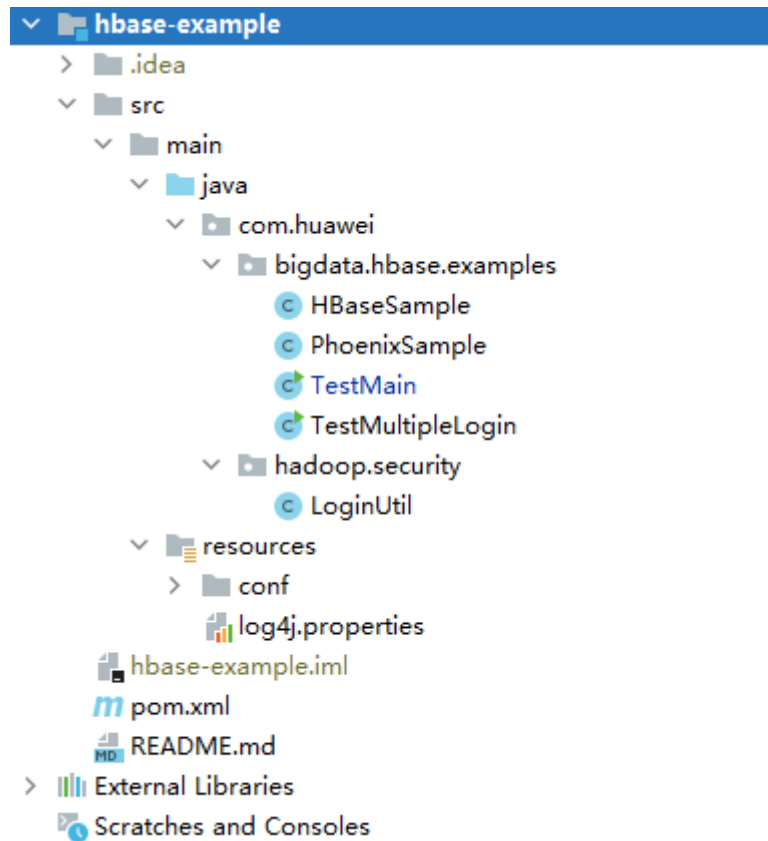 hbase-example
.idea
src
main
java
com.huawei
bigdata.hbase.examples
C HBaseSample
C PhoenixSample
C TestMain
C TestMultipleLogin
hadoop.security
C LoginUtil
resources
conf
log4j.properties
hbase-example.iml
m pom.xml
MD README.md
External Libraries
Scratches and Consoles